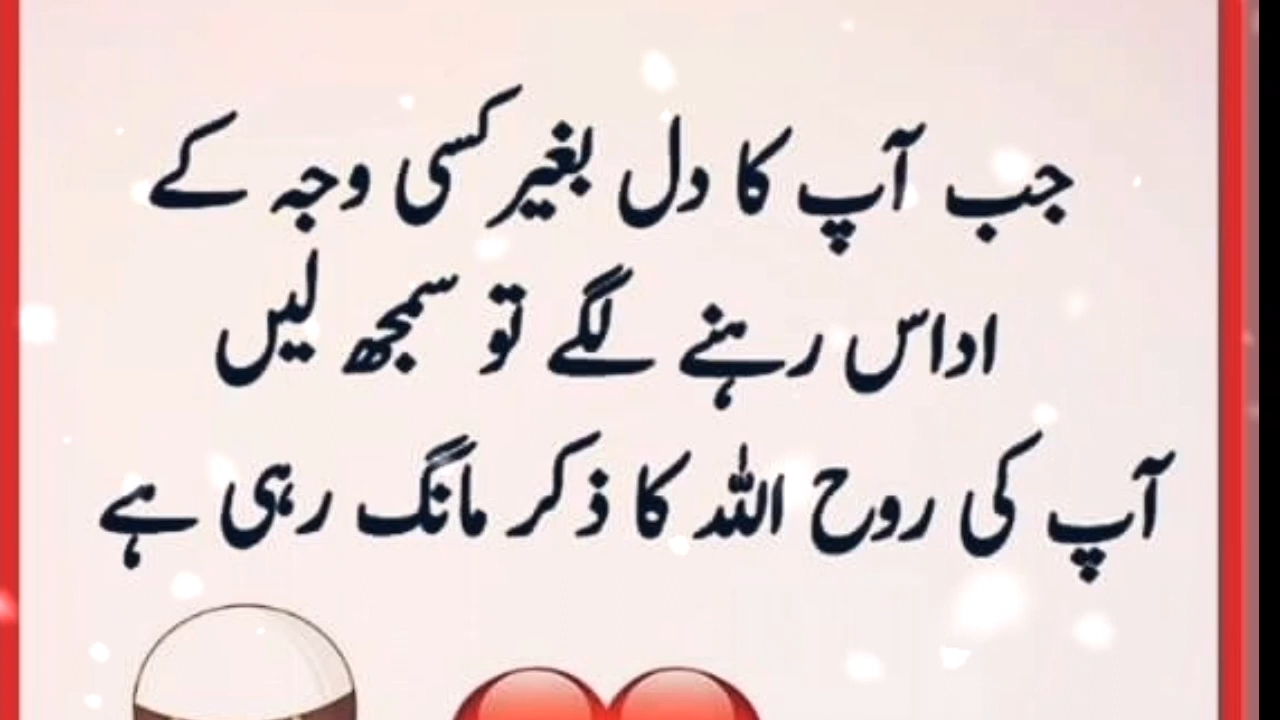 جب آپ کا دل بغیر کسی وجہ کے
اداس رہنے لگے تو سمجھ لیں
آپ کی روح اللہ کا ذکر مانگ رہی ہے